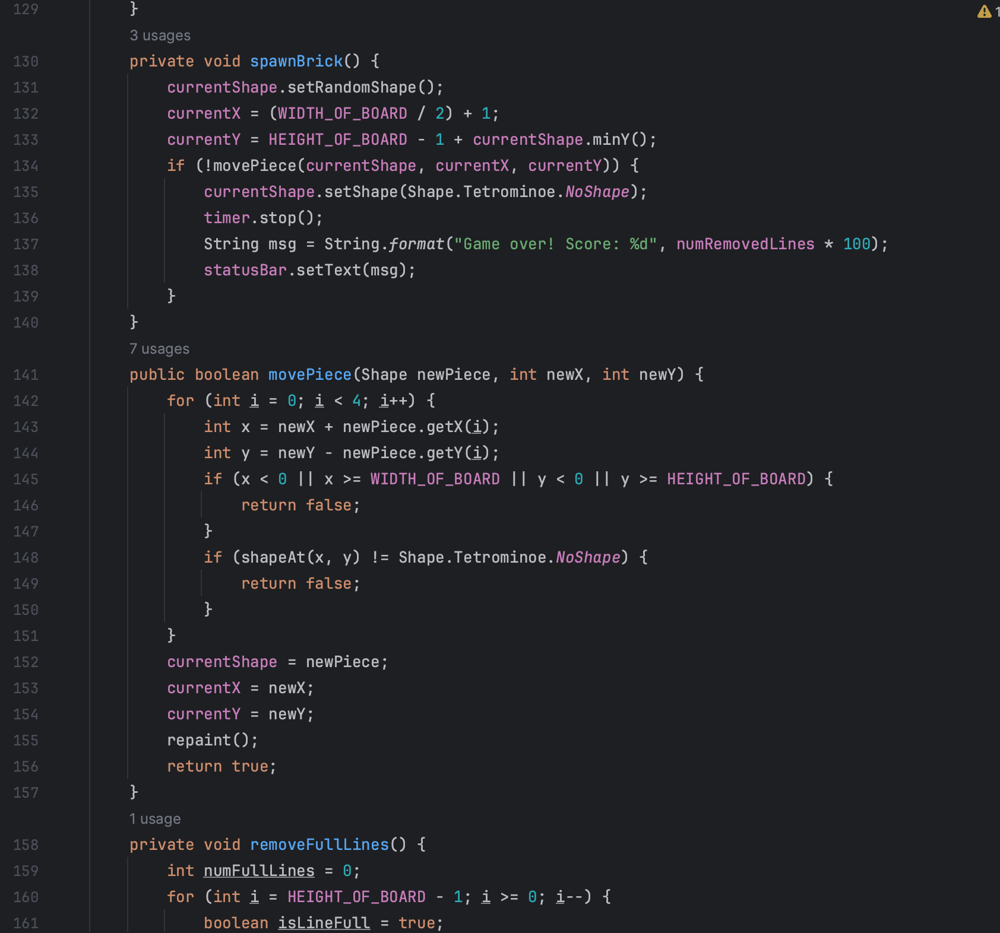 129 }
1
3 usages
130 private void spawnBrick() {
131 currentShape.setRandomShape();
132 currentX = (WIDTH_OF_BOARD / 2) + 1;
133 currentY = HEIGHT_OF_BOARD - 1 + currentShape.minY();
134 if (!movePiece(currentShape, currentX, currentY)) {
135 currentShape.setShape(Shape.Tetrominoe.NoShape);
136 timer.stop();
137 String msg = String.format("Game over! Score: %d", numRemovedLines * 100);
138 statusBar.setText(msg);
139 }
140 }
7 usages
141 public boolean movePiece(Shape newPiece, int newX, int newY) {
142 for (int i = 0; i < 4; i++) {
143 int x = newX + newPiece.getX(i);
144 int y = newY - newPiece.getY(i);
145 if (x < 0 || x >= WIDTH_OF_BOARD || y < 0 || y >= HEIGHT_OF_BOARD) {
146 return false;
147 }
148 if (shapeAt(x, y) != Shape.Tetrominoe.NoShape) {
149 return false;
150 }
151 }
152 currentShape = newPiece;
153 currentX = newX;
154 currentY = newY;
155 repaint();
156 return true;
157 }
1 usage
158 private void removeFullLines() {
159 int numFullLines = 0;
160 for (int i = HEIGHT_OF_BOARD - 1; i >= 0; i--) {
161 boolean isLineFull = true;